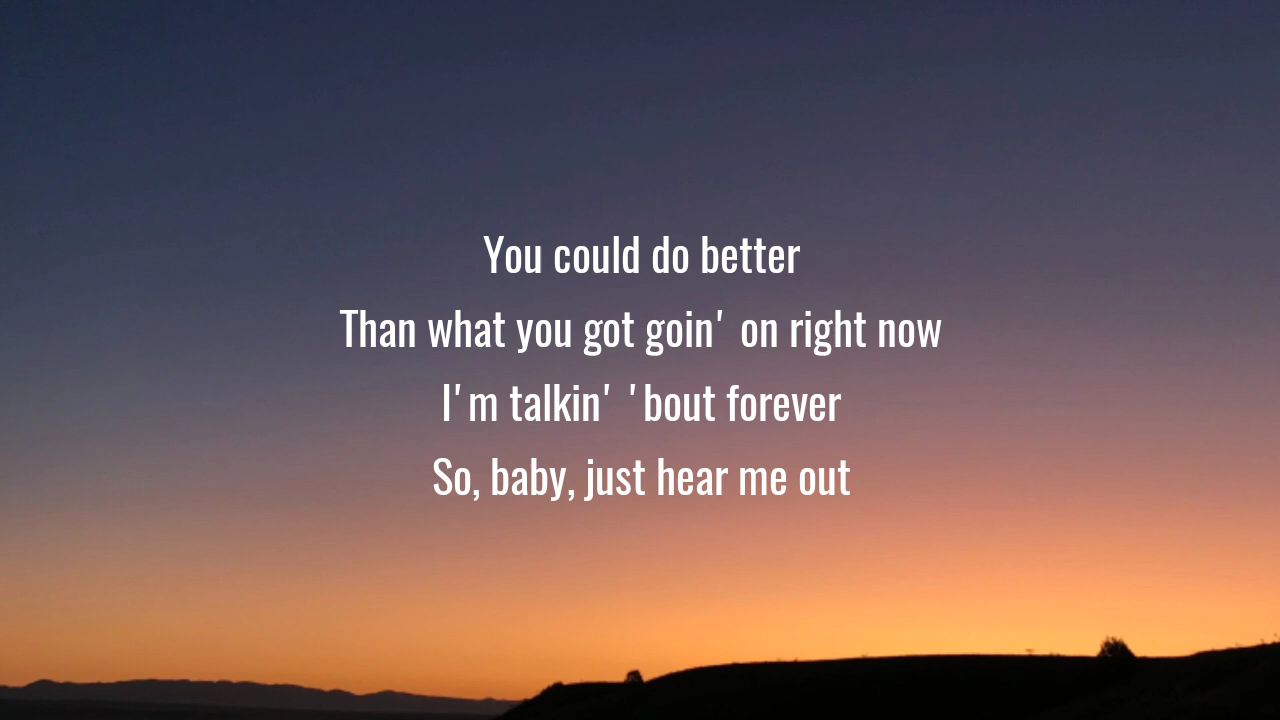 You could do better
Than what you got goin' on right now
I'm talkin' 'bout forever
So, baby, just hear me out